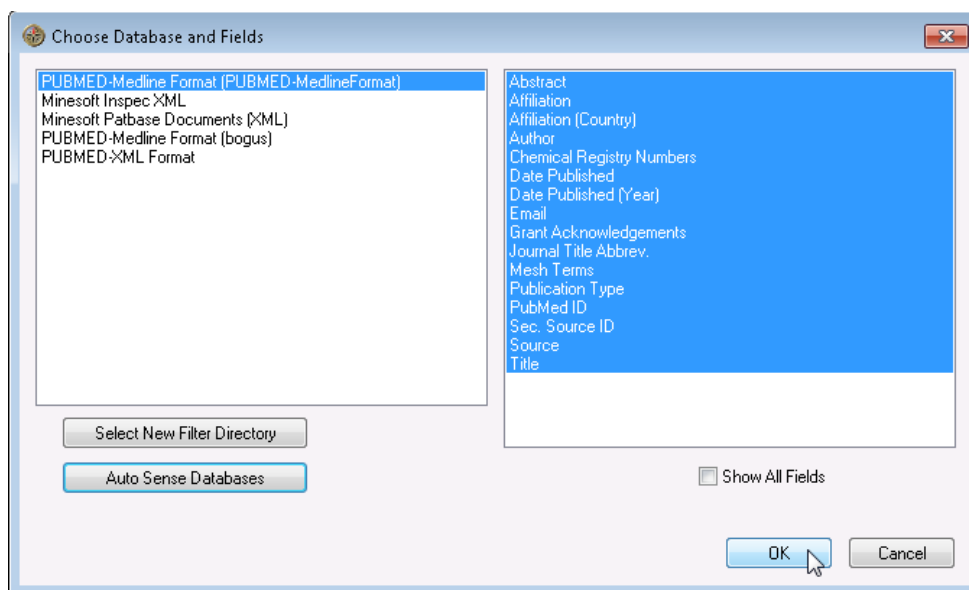 Choose Database and Fields
PUBMED-Medline Format (PUBMED-MedlineFormat)
Minesoft Inspec XML
Minesoft Patbase Documents (XML)
PUBMED-Medline Format (bogus)
PUBMED-XML Format
Abstract
Affiliation
Affiliation (Country)
Author
Chemical Registry Numbers
Date Published
Date Published (Year)
Email
Grant Acknowledgements
Journal Title Abbrev.
Mesh Terms
Publication Type
PubMed ID
Sec. Source ID
Source
Title
Select New Filter Directory
Auto Sense Databases
Show All Fields
OK
Cancel